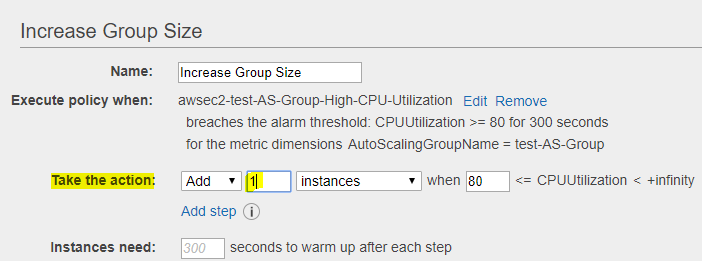 Increase Group Size
Name: Increase Group Size
Execute policy when: awsec2-test-AS-Group-High-CPU-Utilization Edit Remove
breaches the alarm threshold: CPUUtilization >= 80 for 300 seconds
for the metric dimensions AutoScalingGroupName = test-AS-Group
Take the action: Add 1 instances when 80 <= CPUUtilization < +infinity
Add step i
Instances need: 300 seconds to warm up after each step